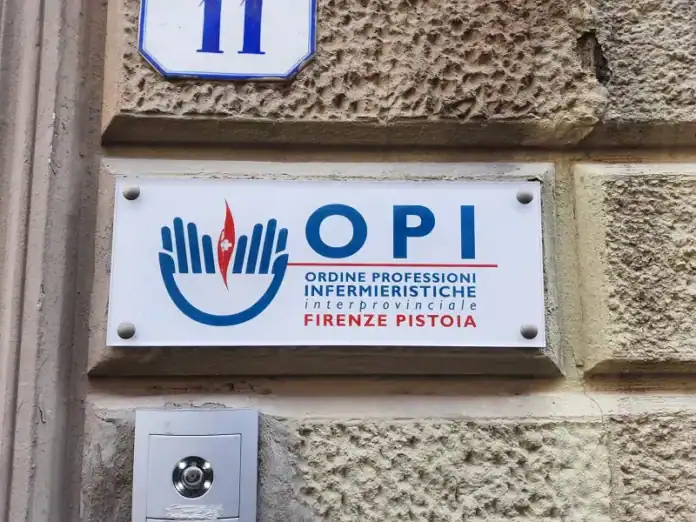 11
OPI
ORDINE PROFESSIONI
INFERMIERISTICHE
interprovinciale
FIRENZE PISTOIA